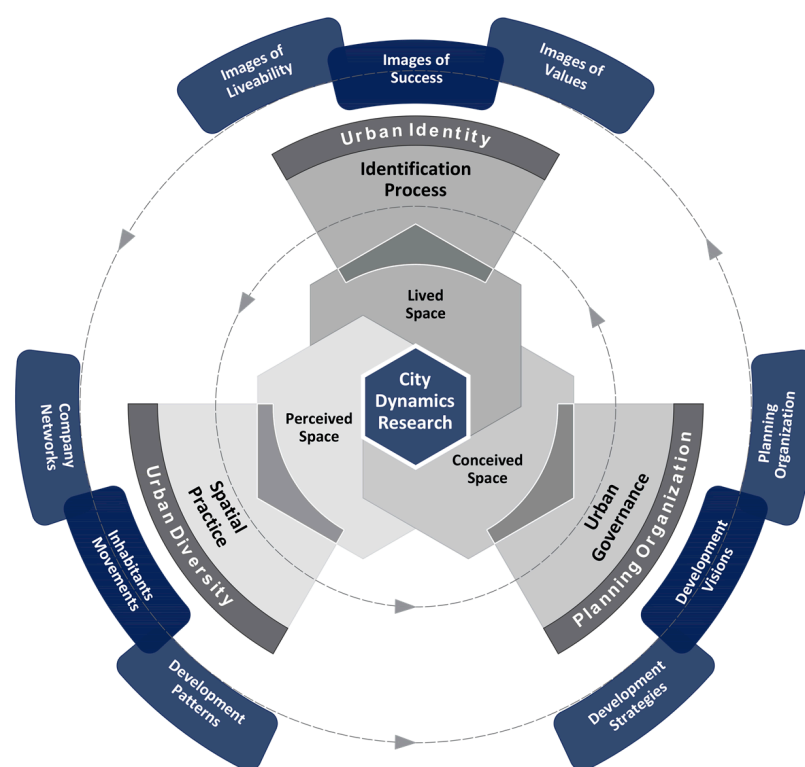 Images of
Liveability
Images of
Success
Images of
Values
Urban Identity
Identification
Process
Lived
Space
City
Dynamics
Research
Perceived
Space
Conceived
Space
Company
Networks
Inhabitants
Movements
Development
Patterns
Urban Diversity
Spatial
Practice
Urban
Governance
Planning Organization
Planning
Organization
Development
Visions
Development
Strategies